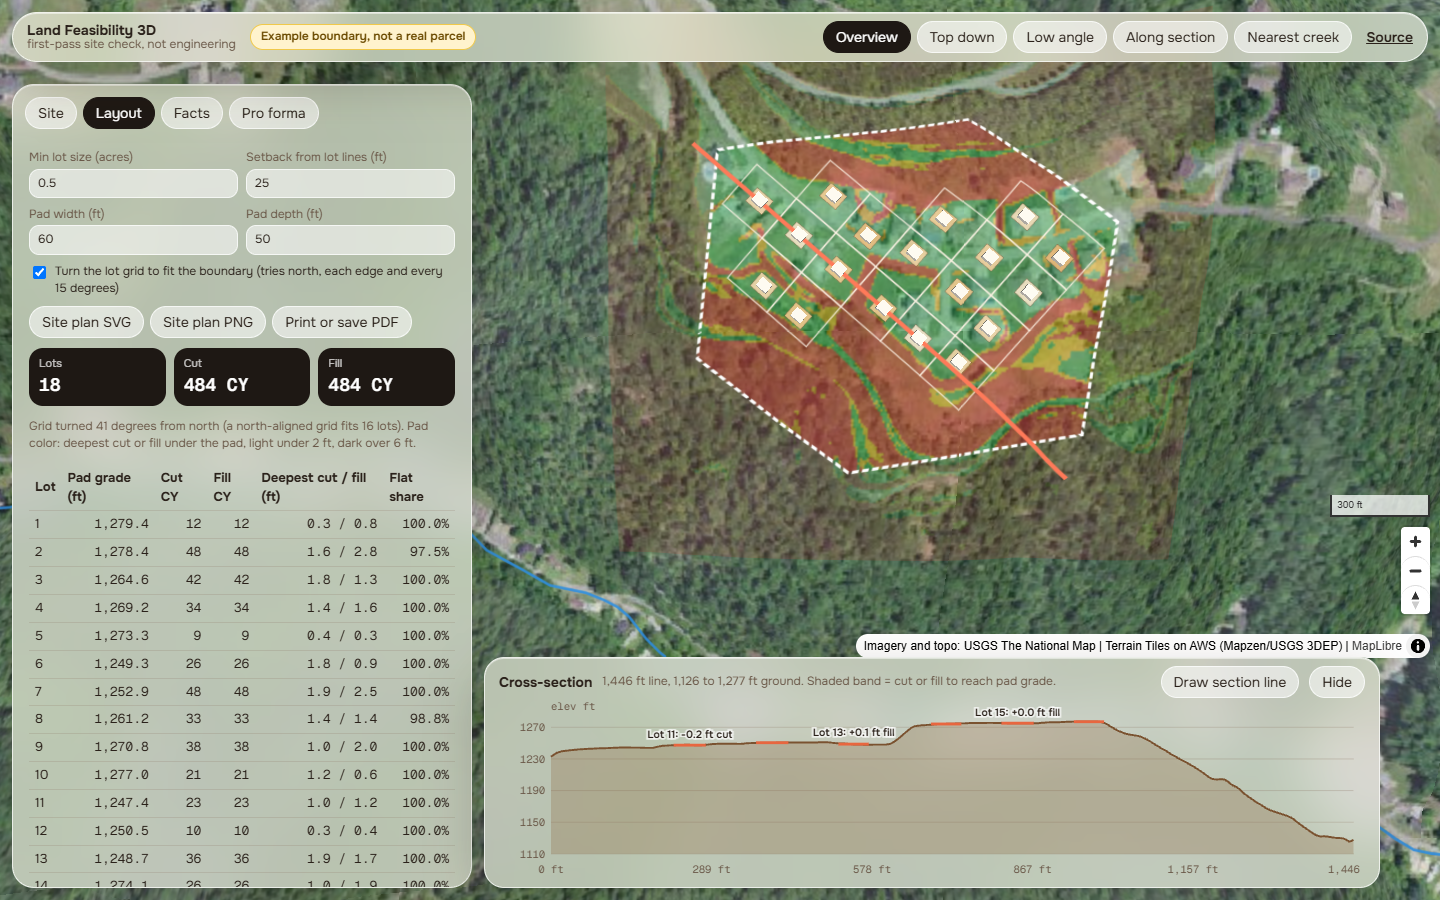 Land Feasibility 3D
first-pass site check, not engineering
Example boundary, not a real parcel
Overview
Top down
Low angle
Along section
Nearest creek
Source
Site
Layout
Facts
Pro forma
Min lot size (acres)
Setback from lot lines (ft)
0.5
25
Pad width (ft)
Pad depth (ft)
60
50
Turn the lot grid to fit the boundary (tries north, each edge and every
15 degrees)
Site plan SVG
Site plan PNG
Print or save PDF
Lots
18
Cut
484 CY
Fill
484 CY
Grid turned 41 degrees from north (a north-aligned grid fits 16 lots). Pad
color: deepest cut or fill under the pad, light under 2 ft, dark over 6 ft.
Lot Pad grade (ft) Cut CY Fill CY Deepest cut / fill (ft) Flat share
1 1,279.4 12 12 0.3 / 0.8 100.0%
2 1,278.4 48 48 1.6 / 2.8 97.5%
3 1,264.6 42 42 1.8 / 1.3 100.0%
4 1,269.2 34 34 1.4 / 1.6 100.0%
5 1,273.3 9 9 0.4 / 0.3 100.0%
6 1,249.3 26 26 1.8 / 0.9 100.0%
7 1,252.9 48 48 1.9 / 2.5 100.0%
8 1,261.2 33 33 1.4 / 1.4 98.8%
9 1,270.8 38 38 1.0 / 2.0 100.0%
10 1,277.0 21 21 1.2 / 0.6 100.0%
11 1,247.4 23 23 1.0 / 1.2 100.0%
12 1,250.5 10 10 0.3 / 0.4 100.0%
13 1,248.7 36 36 1.9 / 1.7 100.0%
14 1,274.1 26 26 1.0 / 1.9 100.0%
300 ft
Imagery and topo: USGS The National Map | Terrain Tiles on AWS (Mapzen/USGS 3DEP) | MapLibre
Cross-section
1,446 ft line, 1,126 to 1,277 ft ground. Shaded band = cut or fill to reach pad grade.
Draw section line
Hide
elev ft
Lot 15: +0.0 ft fill
Lot 11: -0.2 ft cut
Lot 13: +0.1 ft fill
1270
1230
1190
1150
1110
0 ft
289 ft
578 ft
867 ft
1,157 ft
1,446